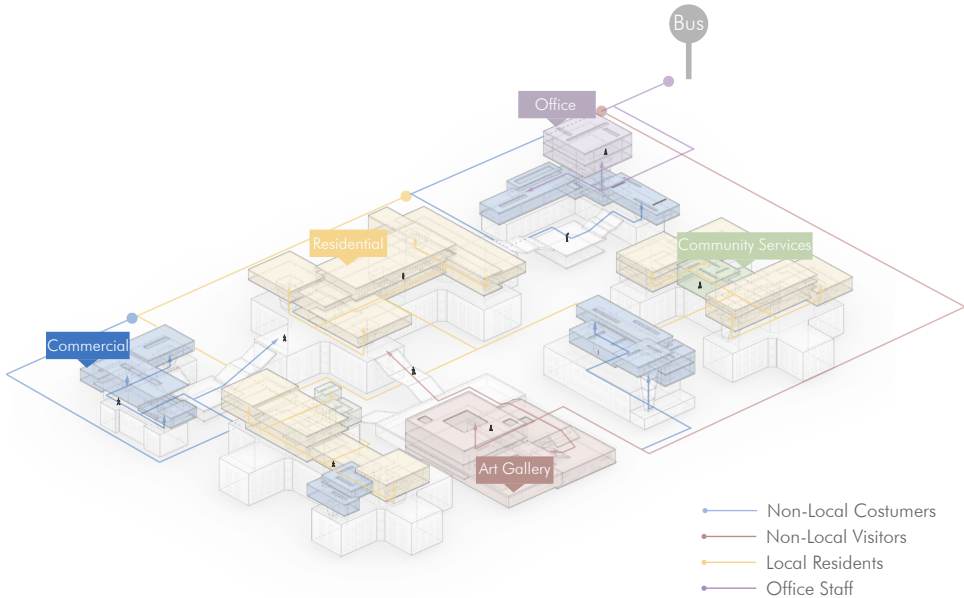 Bus
Office
Residential
Community Services
Commercial
Art Gallery
Non-Local Costumers
Non-Local Visitors
Local Residents
Office Staff